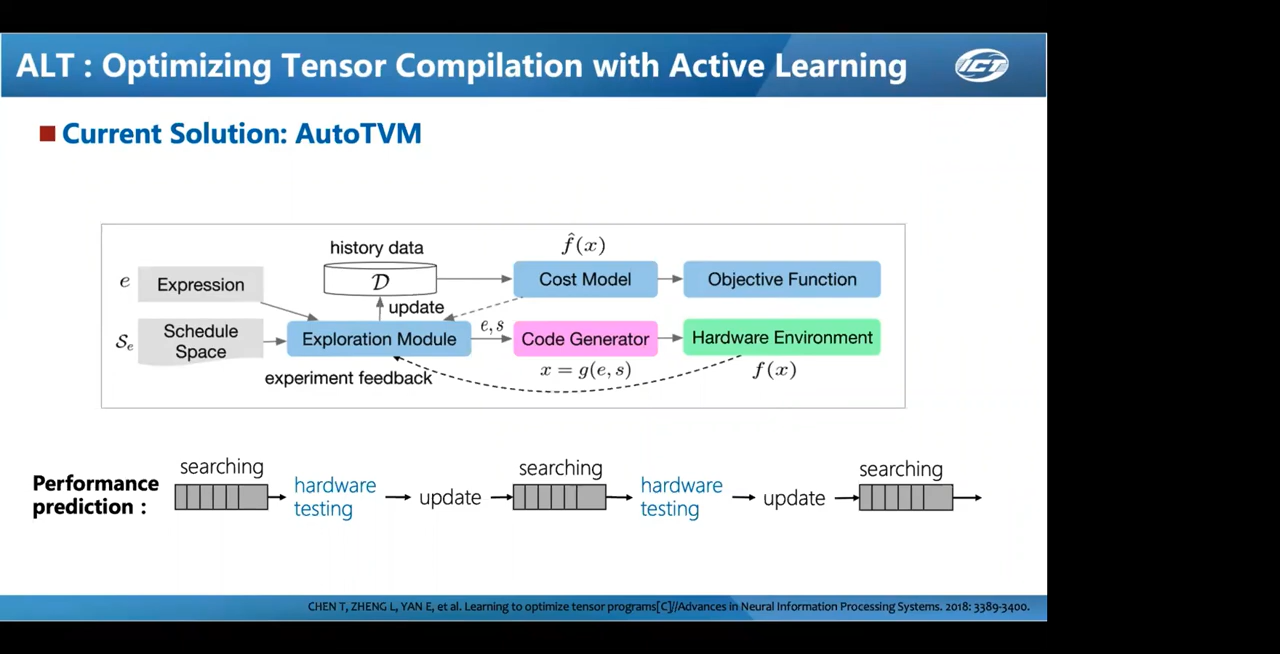 ALT : Optimizing Tensor Compilation with Active Learning
ICT
Current Solution: AutoTVM
history data
f̂(x)
e
Expression
𝒟
Cost Model
Objective Function
update
𝒮ₑ
Schedule
Space
Exploration Module
e, s
Code Generator
Hardware Environment
experiment feedback
x = g(e, s)
f(x)
Performance
prediction :
searching
hardware
testing
update
searching
hardware
testing
update
searching
CHEN T, ZHENG L, YAN E, et al. Learning to optimize tensor programs[C]//Advances in Neural Information Processing Systems. 2018: 3389-3400.